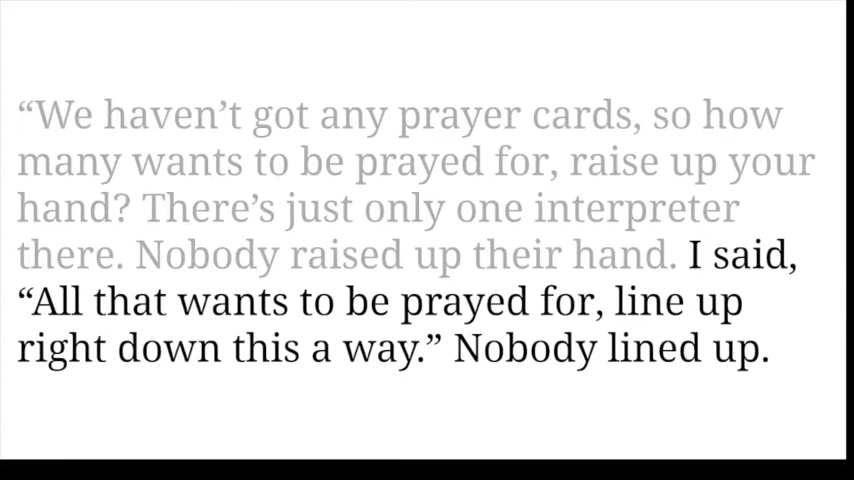 “We haven’t got any prayer cards, so how
many wants to be prayed for, raise up your
hand? There’s just only one interpreter
there. Nobody raised up their hand. I said,
“All that wants to be prayed for, line up
right down this a way.” Nobody lined up.